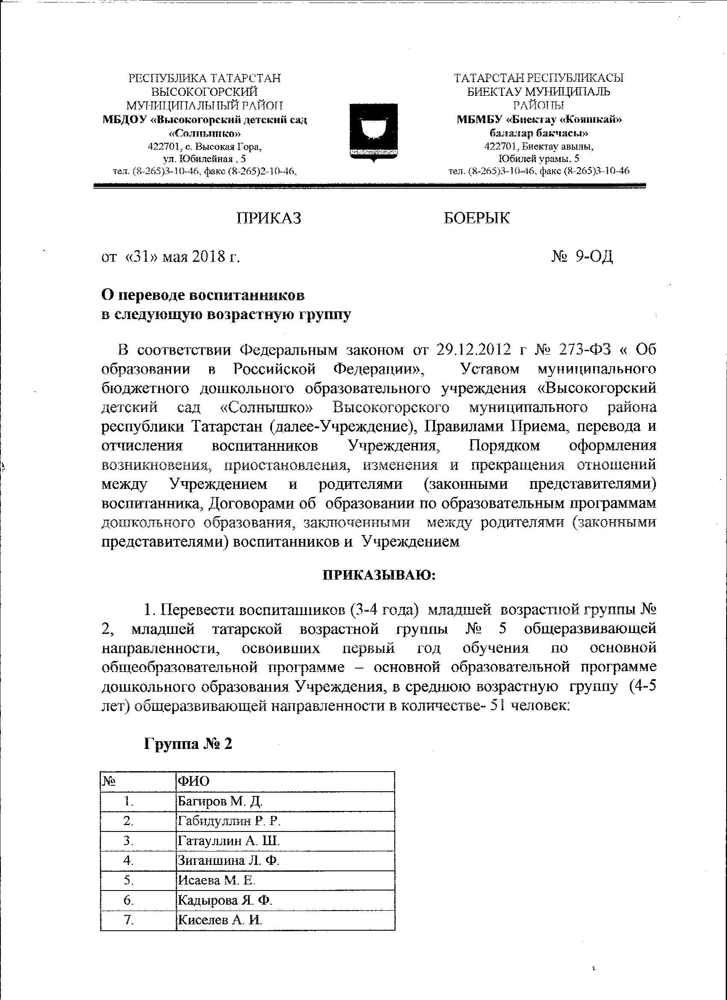 РЕСПУБЛИКА ТАТАРСТАН
ВЫСОКОГОРСКИЙ
МУНИЦИПАЛЬНЫЙ РАЙОН
МБДОУ «Высокогорский детский сад
«Солнышко»
422701, с. Высокая Гора,
ул. Юбилейная , 5
тел. (8-265)3-10-46, факс (8-265)2-10-46,
ТАТАРСТАН РЕСПУБЛИКАСЫ
БИЕКТАУ МУНИЦИПАЛЬ
РАЙОНЫ
МБМБУ «Биектау «Кояшкай»
балалар бакчасы»
422701, Биектау авылы,
Юбилей урамы, 5
тел. (8-265)3-10-46, факс (8-265)3-10-46
ПРИКАЗ БОЕРЫК
от «31» мая 2018 г. № 9-ОД
О переводе воспитанников
в следующую возрастную группу
В соответствии Федеральным законом от 29.12.2012 г № 273-ФЗ « Об
образовании в Российской Федерации», Уставом муниципального
бюджетного дошкольного образовательного учреждения «Высокогорский
детский сад «Солнышко» Высокогорского муниципального района
республики Татарстан (далее-Учреждение), Правилами Приема, перевода и
отчисления воспитанников Учреждения, Порядком оформления
возникновения, приостановления, изменения и прекращения отношений
между Учреждением и родителями (законными представителями)
воспитанника, Договорами об образовании по образовательным программам
дошкольного образования, заключенными между родителями (законными
представителями) воспитанников и Учреждением
ПРИКАЗЫВАЮ:
1. Перевести воспитанников (3-4 года) младшей возрастной группы №
2, младшей татарской возрастной группы № 5 общеразвивающей
направленности, освоивших первый год обучения по основной
общеобразовательной программе – основной образовательной программе
дошкольного образования Учреждения, в среднюю возрастную группу (4-5
лет) общеразвивающей направленности в количестве- 51 человек:
Группа № 2
№ ФИО
1. Багиров М. Д.
2. Габидуллин Р. Р.
3. Гатауллин А. Ш.
4. Зиганшина Л. Ф.
5. Исаева М. Е.
6. Кадырова Я. Ф.
7. Киселев А. И.